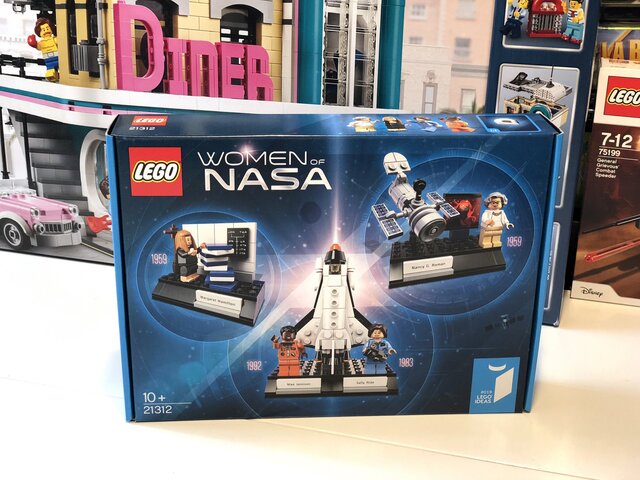 DINER
LEGO
21312
LEGO
WOMEN OF
NASA
1959
Margaret Hamilton
1959
Nancy G. Roman
1992
1983
Mae Jemison
Sally Ride
10+
21312
LEGO
IDEAS
LEGO
7-12
75199
General
Grievous'
Combat
Speeder
Disney